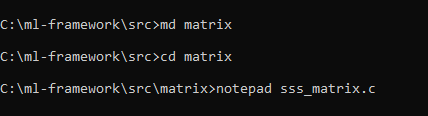 C:\ml-framework\src>md matrix
C:\ml-framework\src>cd matrix
C:\ml-framework\src\matrix>notepad sss_matrix.c